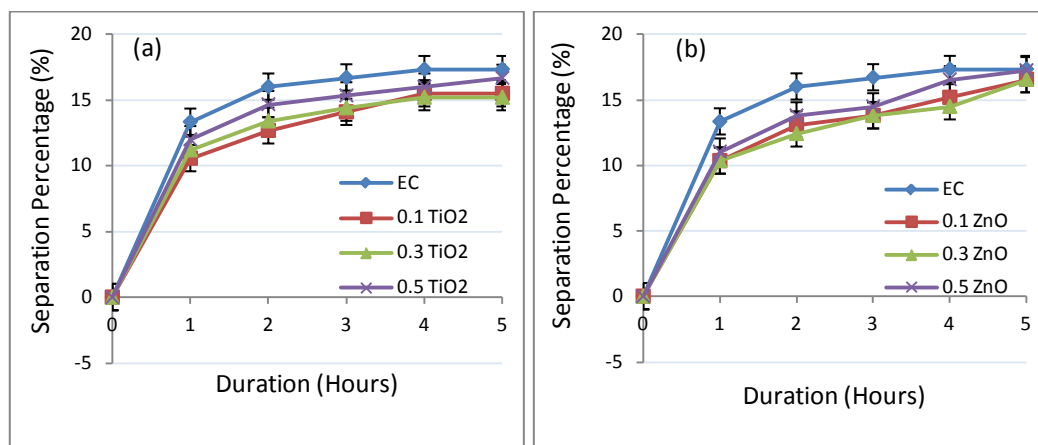 (a)
Separation Percentage (%)
20
15
10
5
0
-5
0 1 2 3 4 5
EC
0.1 TiO2
0.3 TiO2
0.5 TiO2
Duration (Hours)
(b)
Separation Percentage (%)
20
15
10
5
0
-5
0 1 2 3 4 5
EC
0.1 ZnO
0.3 ZnO
0.5 ZnO
Duration (Hours)